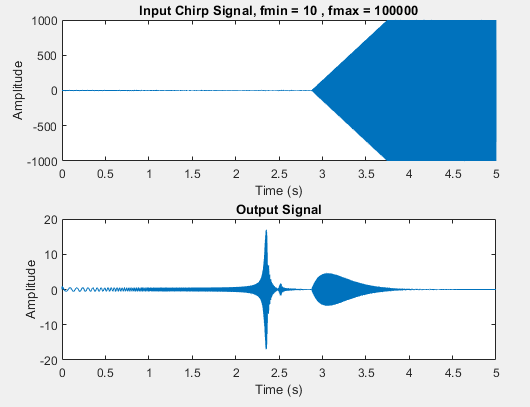 Input Chirp Signal, fmin = 10 , fmax = 100000
1000
500
0
-500
-1000
Amplitude
0 0.5 1 1.5 2 2.5 3 3.5 4 4.5 5
Time (s)
Output Signal
20
10
0
-10
-20
Amplitude
0 0.5 1 1.5 2 2.5 3 3.5 4 4.5 5
Time (s)